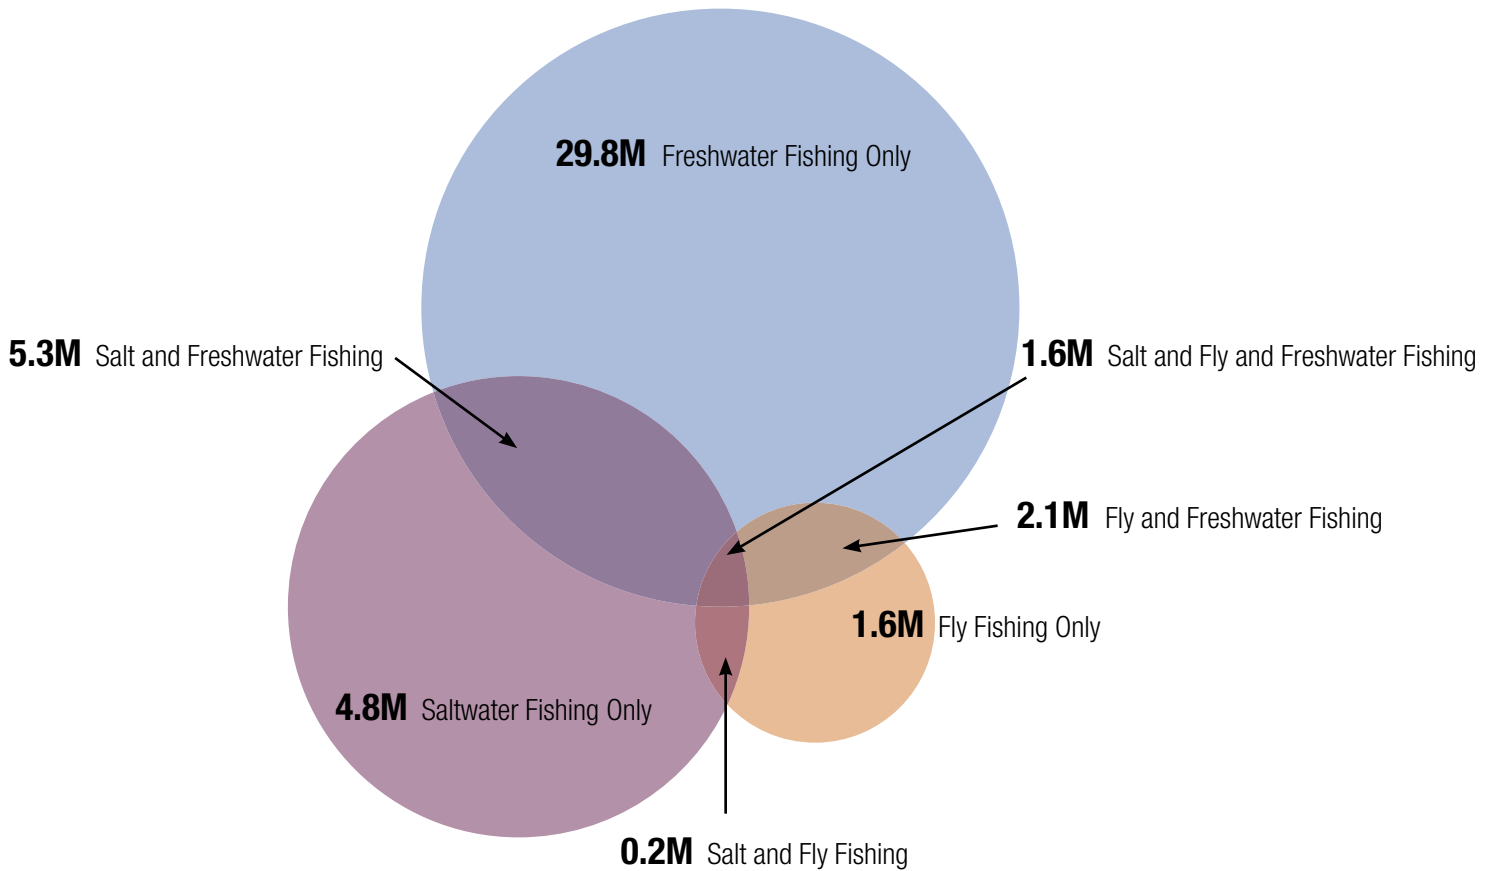 29.8M Freshwater Fishing Only
5.3M Salt and Freshwater Fishing
1.6M Salt and Fly and Freshwater Fishing
2.1M Fly and Freshwater Fishing
1.6M Fly Fishing Only
4.8M Saltwater Fishing Only
0.2M Salt and Fly Fishing